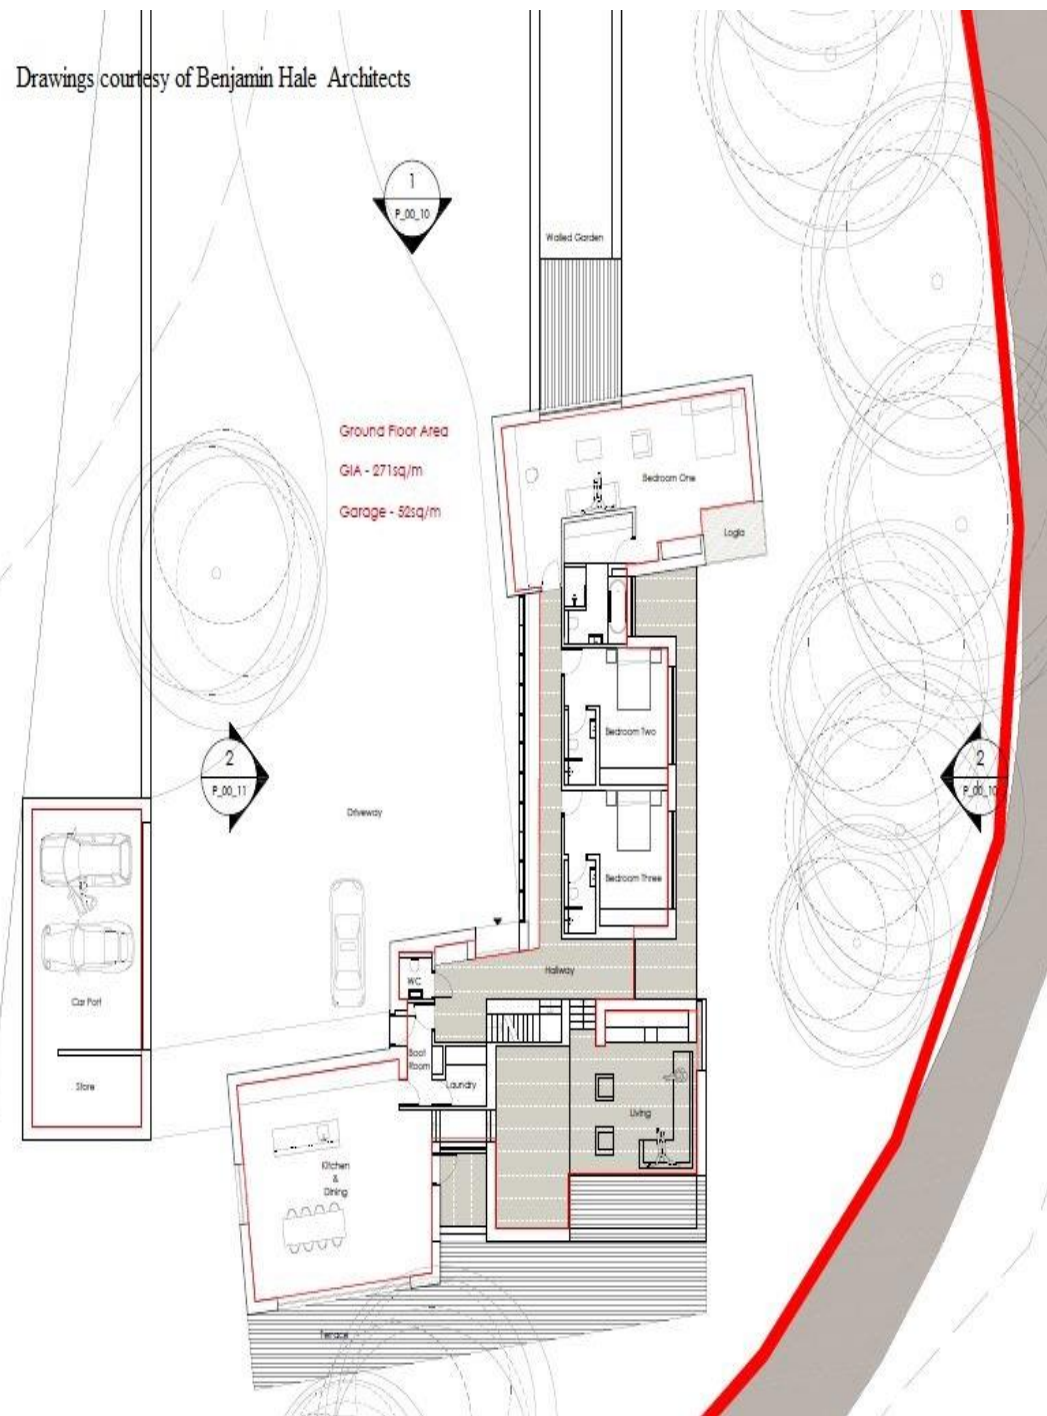 Drawings courtesy of Benjamin Hale Architects
1
P_00_10
Walled Garden
Ground Floor Area
GIA - 271sq/m
Garage - 52sq/m
Bedroom One
Logia
Bedroom Two
2
P_00_11
2
P_00_10
Driveway
Bedroom Three
Hallway
WC
Car Port
Boot
Room
Laundry
Store
Living
Kitchen
&
Dining
Terrace